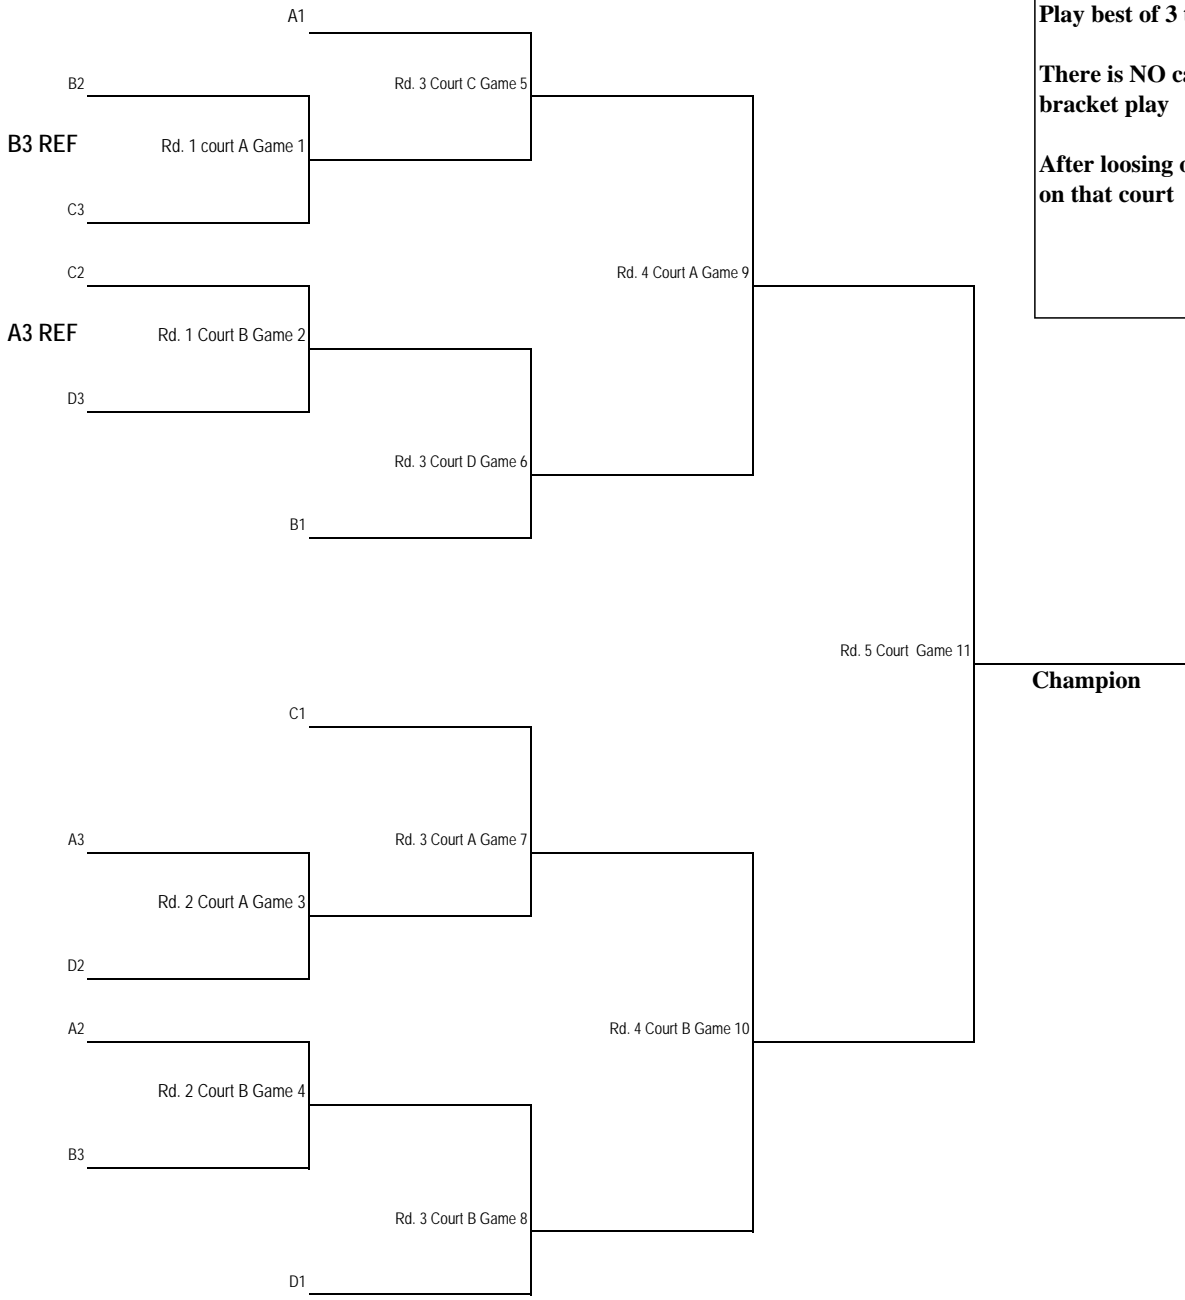 A1
Play best of 3
There is NO
bracket play
After loosing
on that court
B2
Rd. 3 Court C Game 5
B3 REF
Rd. 1 court A Game 1
C3
C2
Rd. 4 Court A Game 9
A3 REF
Rd. 1 Court B Game 2
D3
Rd. 3 Court D Game 6
B1
Rd. 5 Court Game 11
Champion
C1
A3
Rd. 3 Court A Game 7
Rd. 2 Court A Game 3
D2
A2
Rd. 4 Court B Game 10
Rd. 2 Court B Game 4
B3
Rd. 3 Court B Game 8
D1